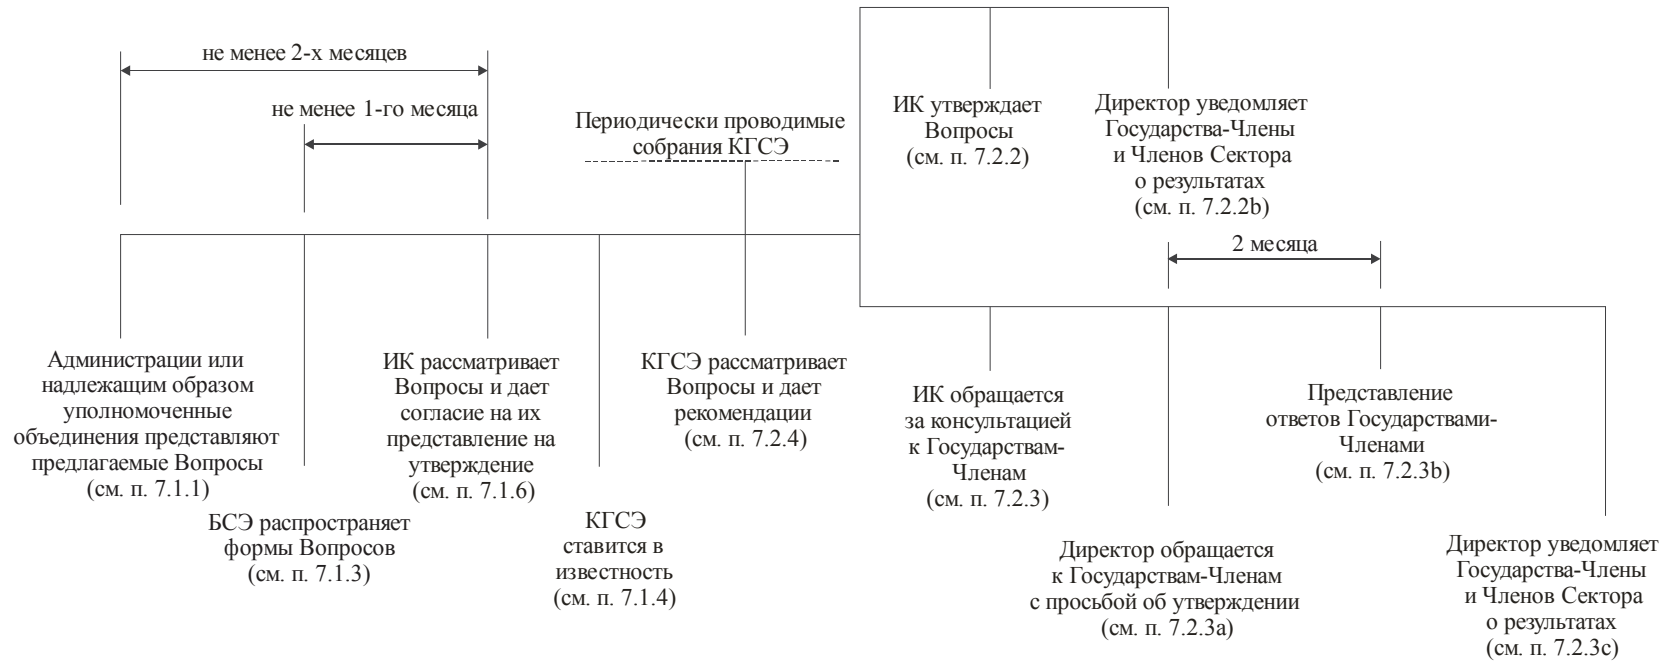 не менее 2-х месяцев
не менее 1-го месяца
Периодически проводимые
собрания КГСЭ
ИК утверждает
Вопросы
(см. п. 7.2.2)
Директор уведомляет
Государства-Члены
и Членов Сектора
о результатах
(см. п. 7.2.2b)
2 месяца
Администрации или
надлежащим образом
уполномоченные
объединения представляют
предлагаемые Вопросы
(см. п. 7.1.1)
БСЭ распространяет
формы Вопросов
(см. п. 7.1.3)
ИК рассматривает
Вопросы и дает
согласие на их
представление на
утверждение
(см. п. 7.1.6)
КГСЭ
ставится в
известность
(см. п. 7.1.4)
КГСЭ рассматривает
Вопросы и дает
рекомендации
(см. п. 7.2.4)
ИК обращается
за консультацией
к Государствам-
Членам
(см. п. 7.2.3)
Директор обращается
к Государствам-Членам
с просьбой об утверждении
(см. п. 7.2.3a)
Представление
ответов Государствами-
Членами
(см. п. 7.2.3b)
Директор уведомляет
Государства-Члены
и Членов Сектора
о результатах
(см. п. 7.2.3c)